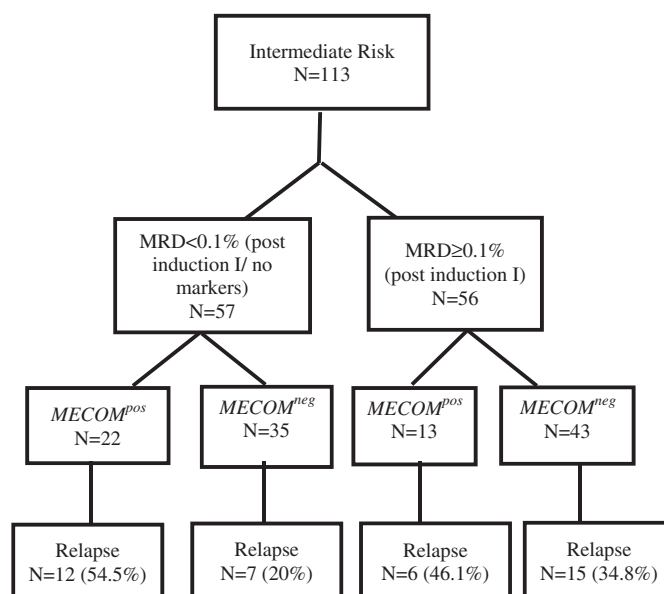 Intermediate Risk
N=113
MRD<0.1% (post
induction I/ no
markers)
N=57
MRD≥0.1%
(post induction I)
N=56
MECOMpos
N=22
MECOMneg
N=35
MECOMpos
N=13
MECOMneg
N=43
Relapse
N=12 (54.5%)
Relapse
N=7 (20%)
Relapse
N=6 (46.1%)
Relapse
N=15 (34.8%)